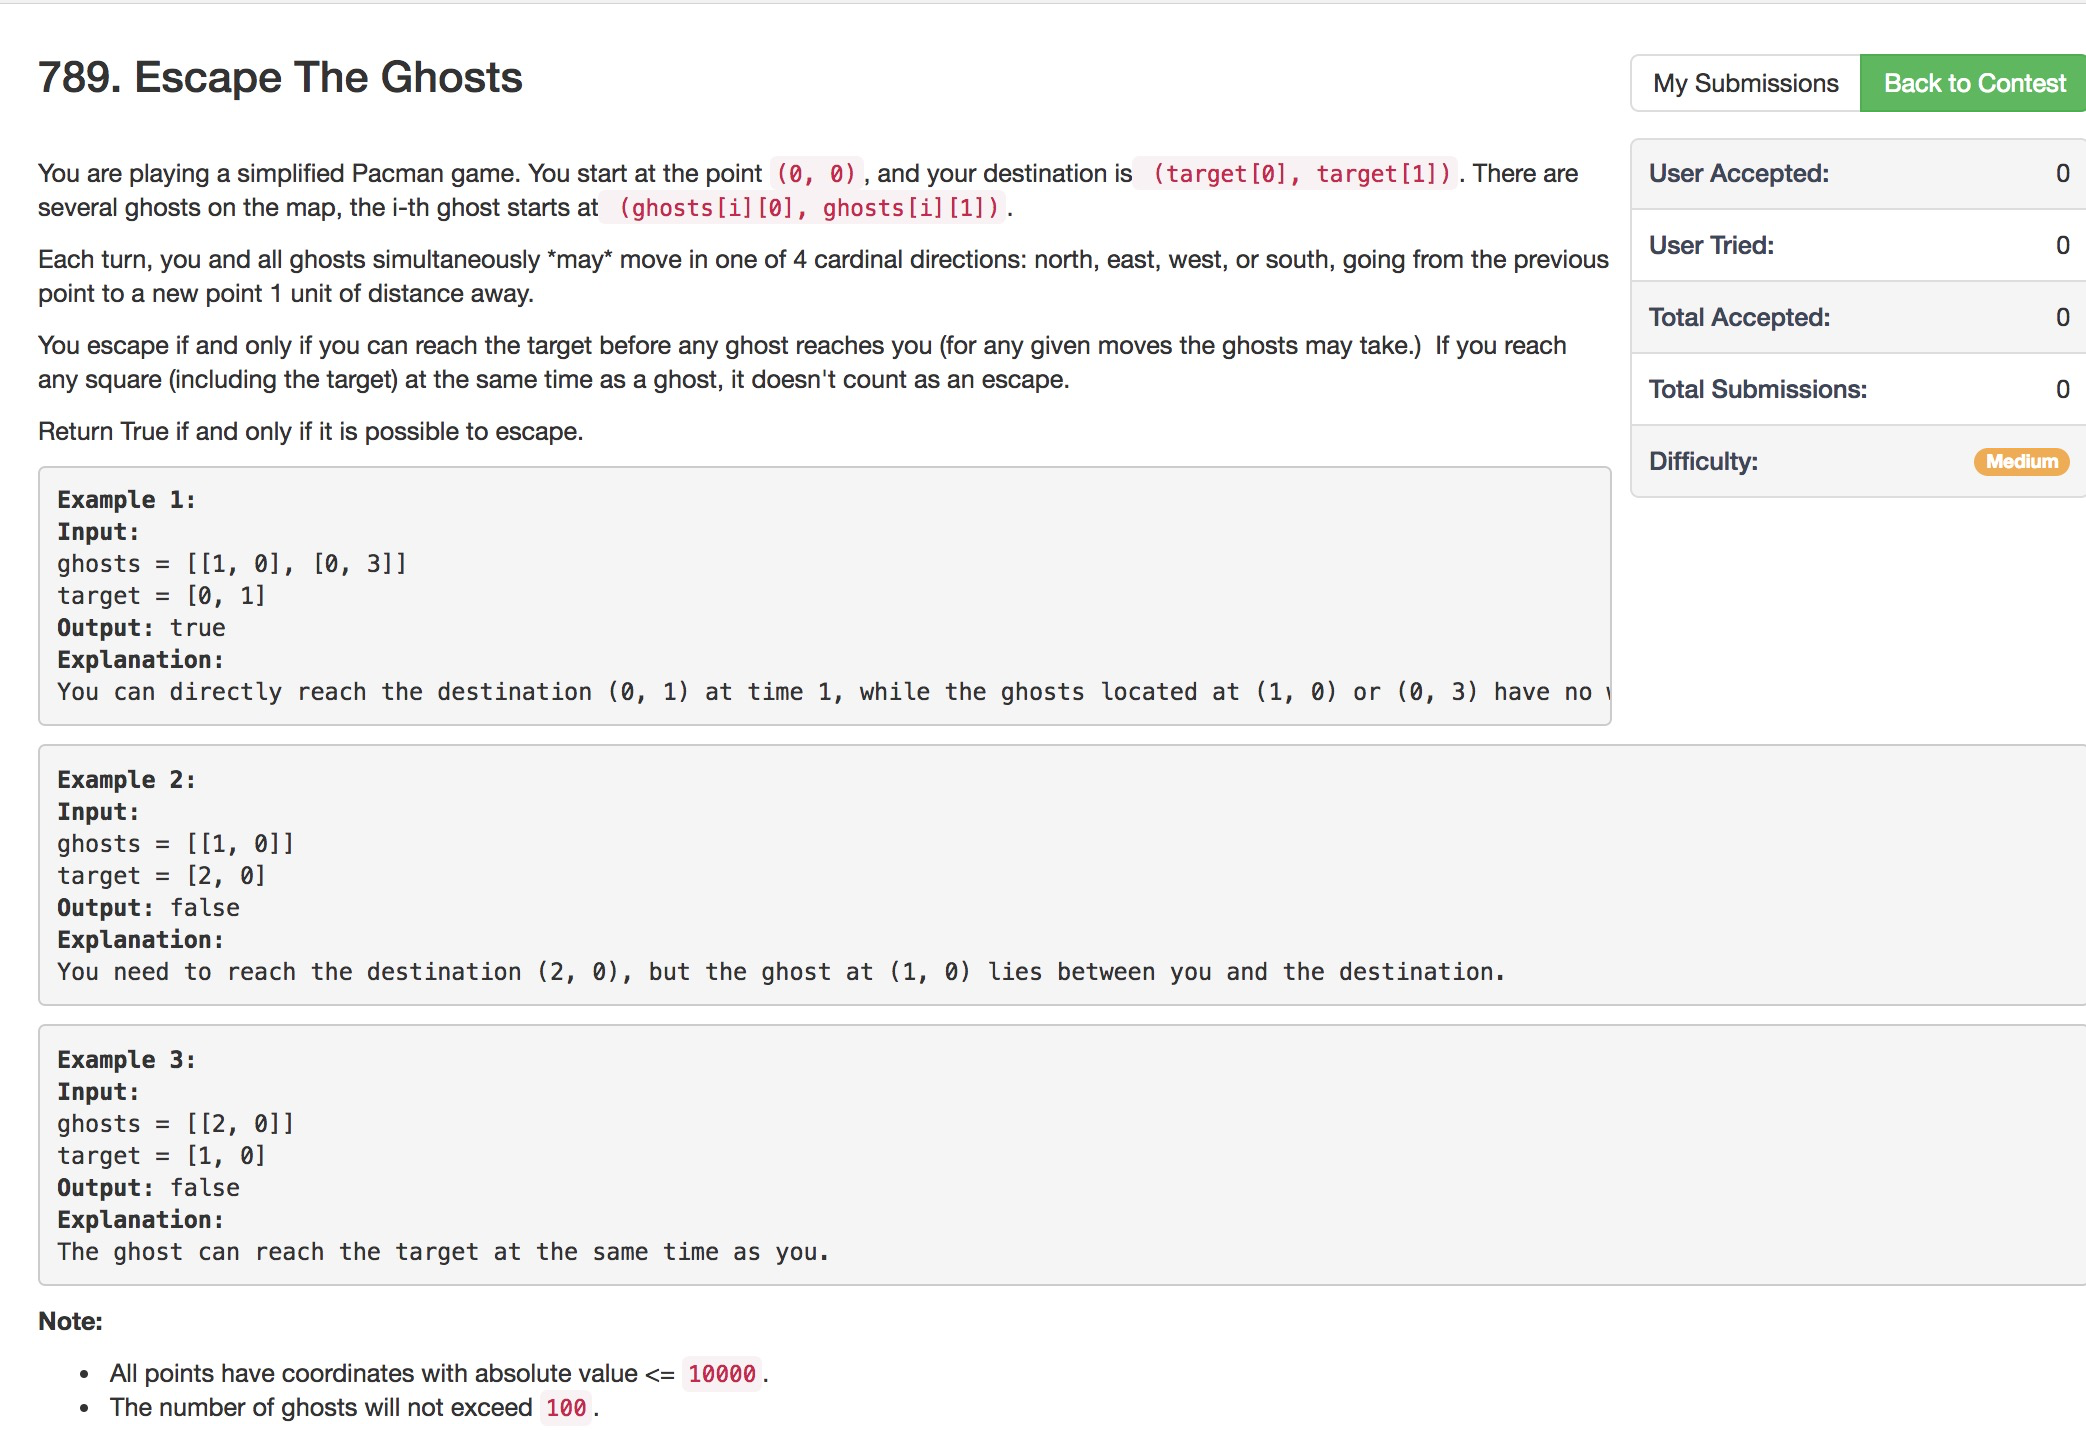 789. Escape The Ghosts
My Submissions
Back to Contest
You are playing a simplified Pacman game. You start at the point (0, 0), and your destination is (target[0], target[1]). There are
several ghosts on the map, the i-th ghost starts at (ghosts[i][0], ghosts[i][1]).
Each turn, you and all ghosts simultaneously *may* move in one of 4 cardinal directions: north, east, west, or south, going from the previous
point to a new point 1 unit of distance away.
You escape if and only if you can reach the target before any ghost reaches you (for any given moves the ghosts may take.)  If you reach
any square (including the target) at the same time as a ghost, it doesn't count as an escape.
Return True if and only if it is possible to escape.
User Accepted: 0
User Tried: 0
Total Accepted: 0
Total Submissions: 0
Difficulty: Medium
Example 1:
Input:
ghosts = [[1, 0], [0, 3]]
target = [0, 1]
Output: true
Explanation:
You can directly reach the destination (0, 1) at time 1, while the ghosts located at (1, 0) or (0, 3) have no
Example 2:
Input:
ghosts = [[1, 0]]
target = [2, 0]
Output: false
Explanation:
You need to reach the destination (2, 0), but the ghost at (1, 0) lies between you and the destination.
Example 3:
Input:
ghosts = [[2, 0]]
target = [1, 0]
Output: false
Explanation:
The ghost can reach the target at the same time as you.
Note:
• All points have coordinates with absolute value <= 10000.
• The number of ghosts will not exceed 100.